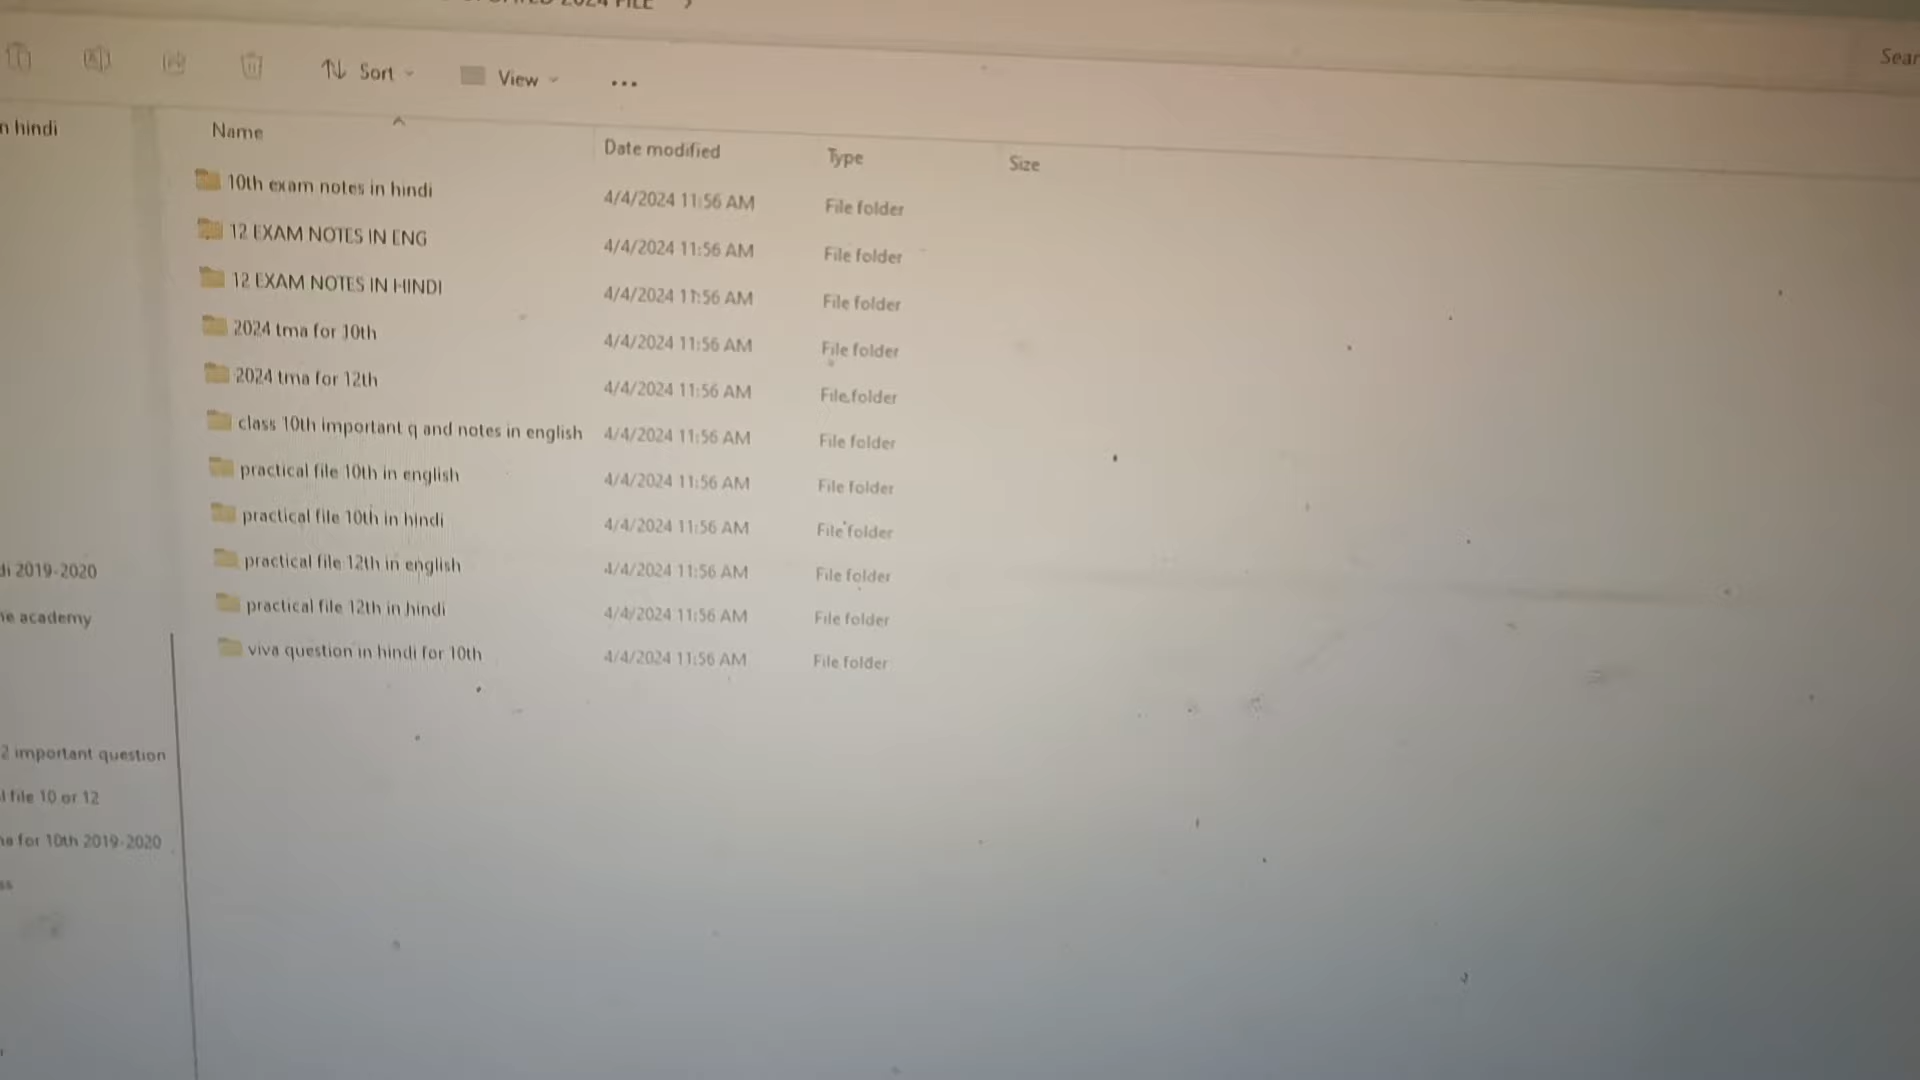 2024 FILE >
Sort View ...
n hindi
Name Date modified Type Size
10th exam notes in hindi 4/4/2024 11:56 AM File folder
12 EXAM NOTES IN ENG 4/4/2024 11:56 AM File folder
12 EXAM NOTES IN HINDI 4/4/2024 11:56 AM File folder
2024 tma for 10th 4/4/2024 11:56 AM File folder
2024 tma for 12th 4/4/2024 11:56 AM File folder
class 10th important q and notes in english 4/4/2024 11:56 AM File folder
practical file 10th in english 4/4/2024 11:56 AM File folder
practical file 10th in hindi 4/4/2024 11:56 AM File folder
practical file 12th in english 4/4/2024 11:56 AM File folder
practical file 12th in hindi 4/4/2024 11:56 AM File folder
viva question in hindi for 10th 4/4/2024 11:56 AM File folder
di 2019-2020
ne academy
2 important question
l file 10 or 12
ma for 10th 2019-2020
ss
Sear